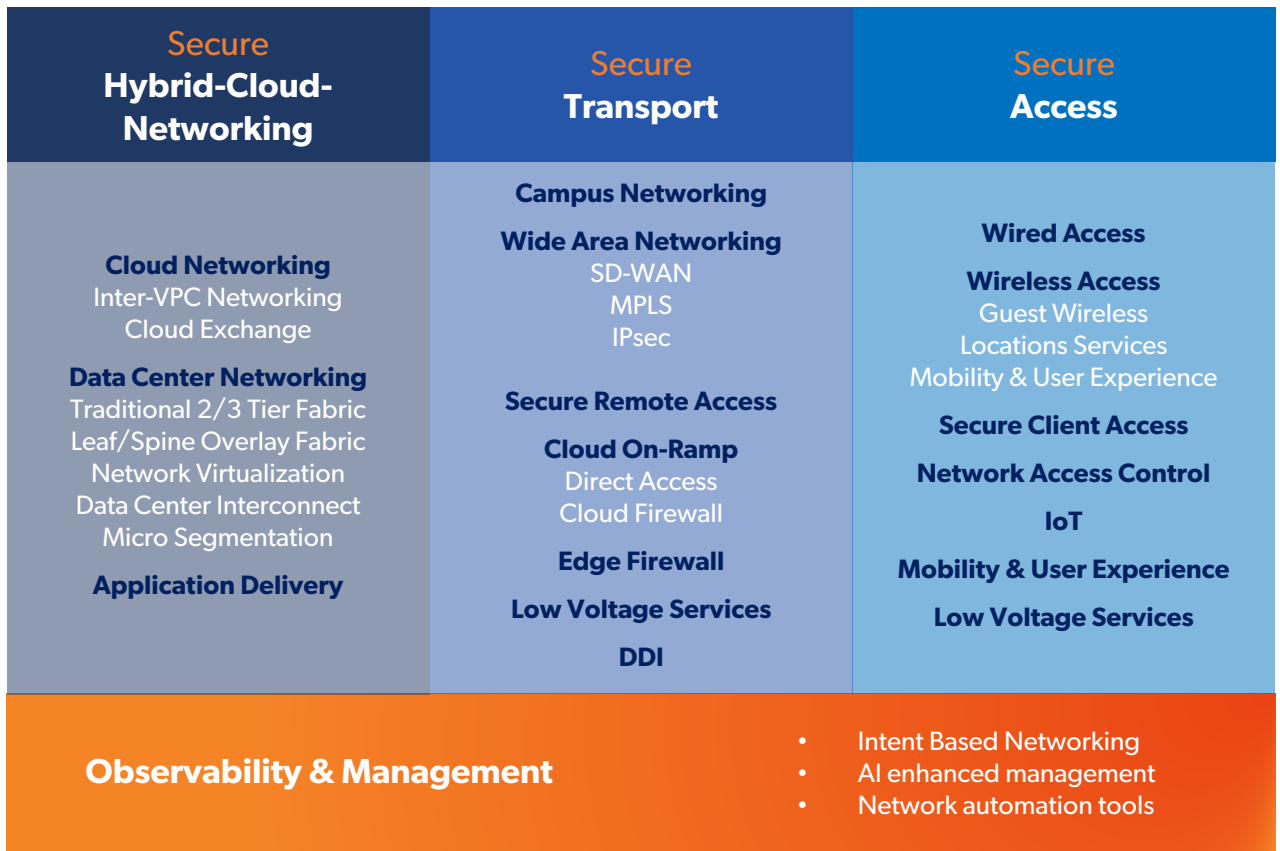 Secure
Hybrid-Cloud-
Networking
Cloud Networking
Inter-VPC Networking
Cloud Exchange
Data Center Networking
Traditional 2/3 Tier Fabric
Leaf/Spine Overlay Fabric
Network Virtualization
Data Center Interconnect
Micro Segmentation
Application Delivery
Secure
Transport
Campus Networking
Wide Area Networking
SD-WAN
MPLS
IPsec
Secure Remote Access
Cloud On-Ramp
Direct Access
Cloud Firewall
Edge Firewall
Low Voltage Services
DDI
Secure
Access
Wired Access
Wireless Access
Guest Wireless
Locations Services
Mobility & User Experience
Secure Client Access
Network Access Control
IoT
Mobility & User Experience
Low Voltage Services
Observability & Management
• Intent Based Networking
• AI enhanced management
• Network automation tools